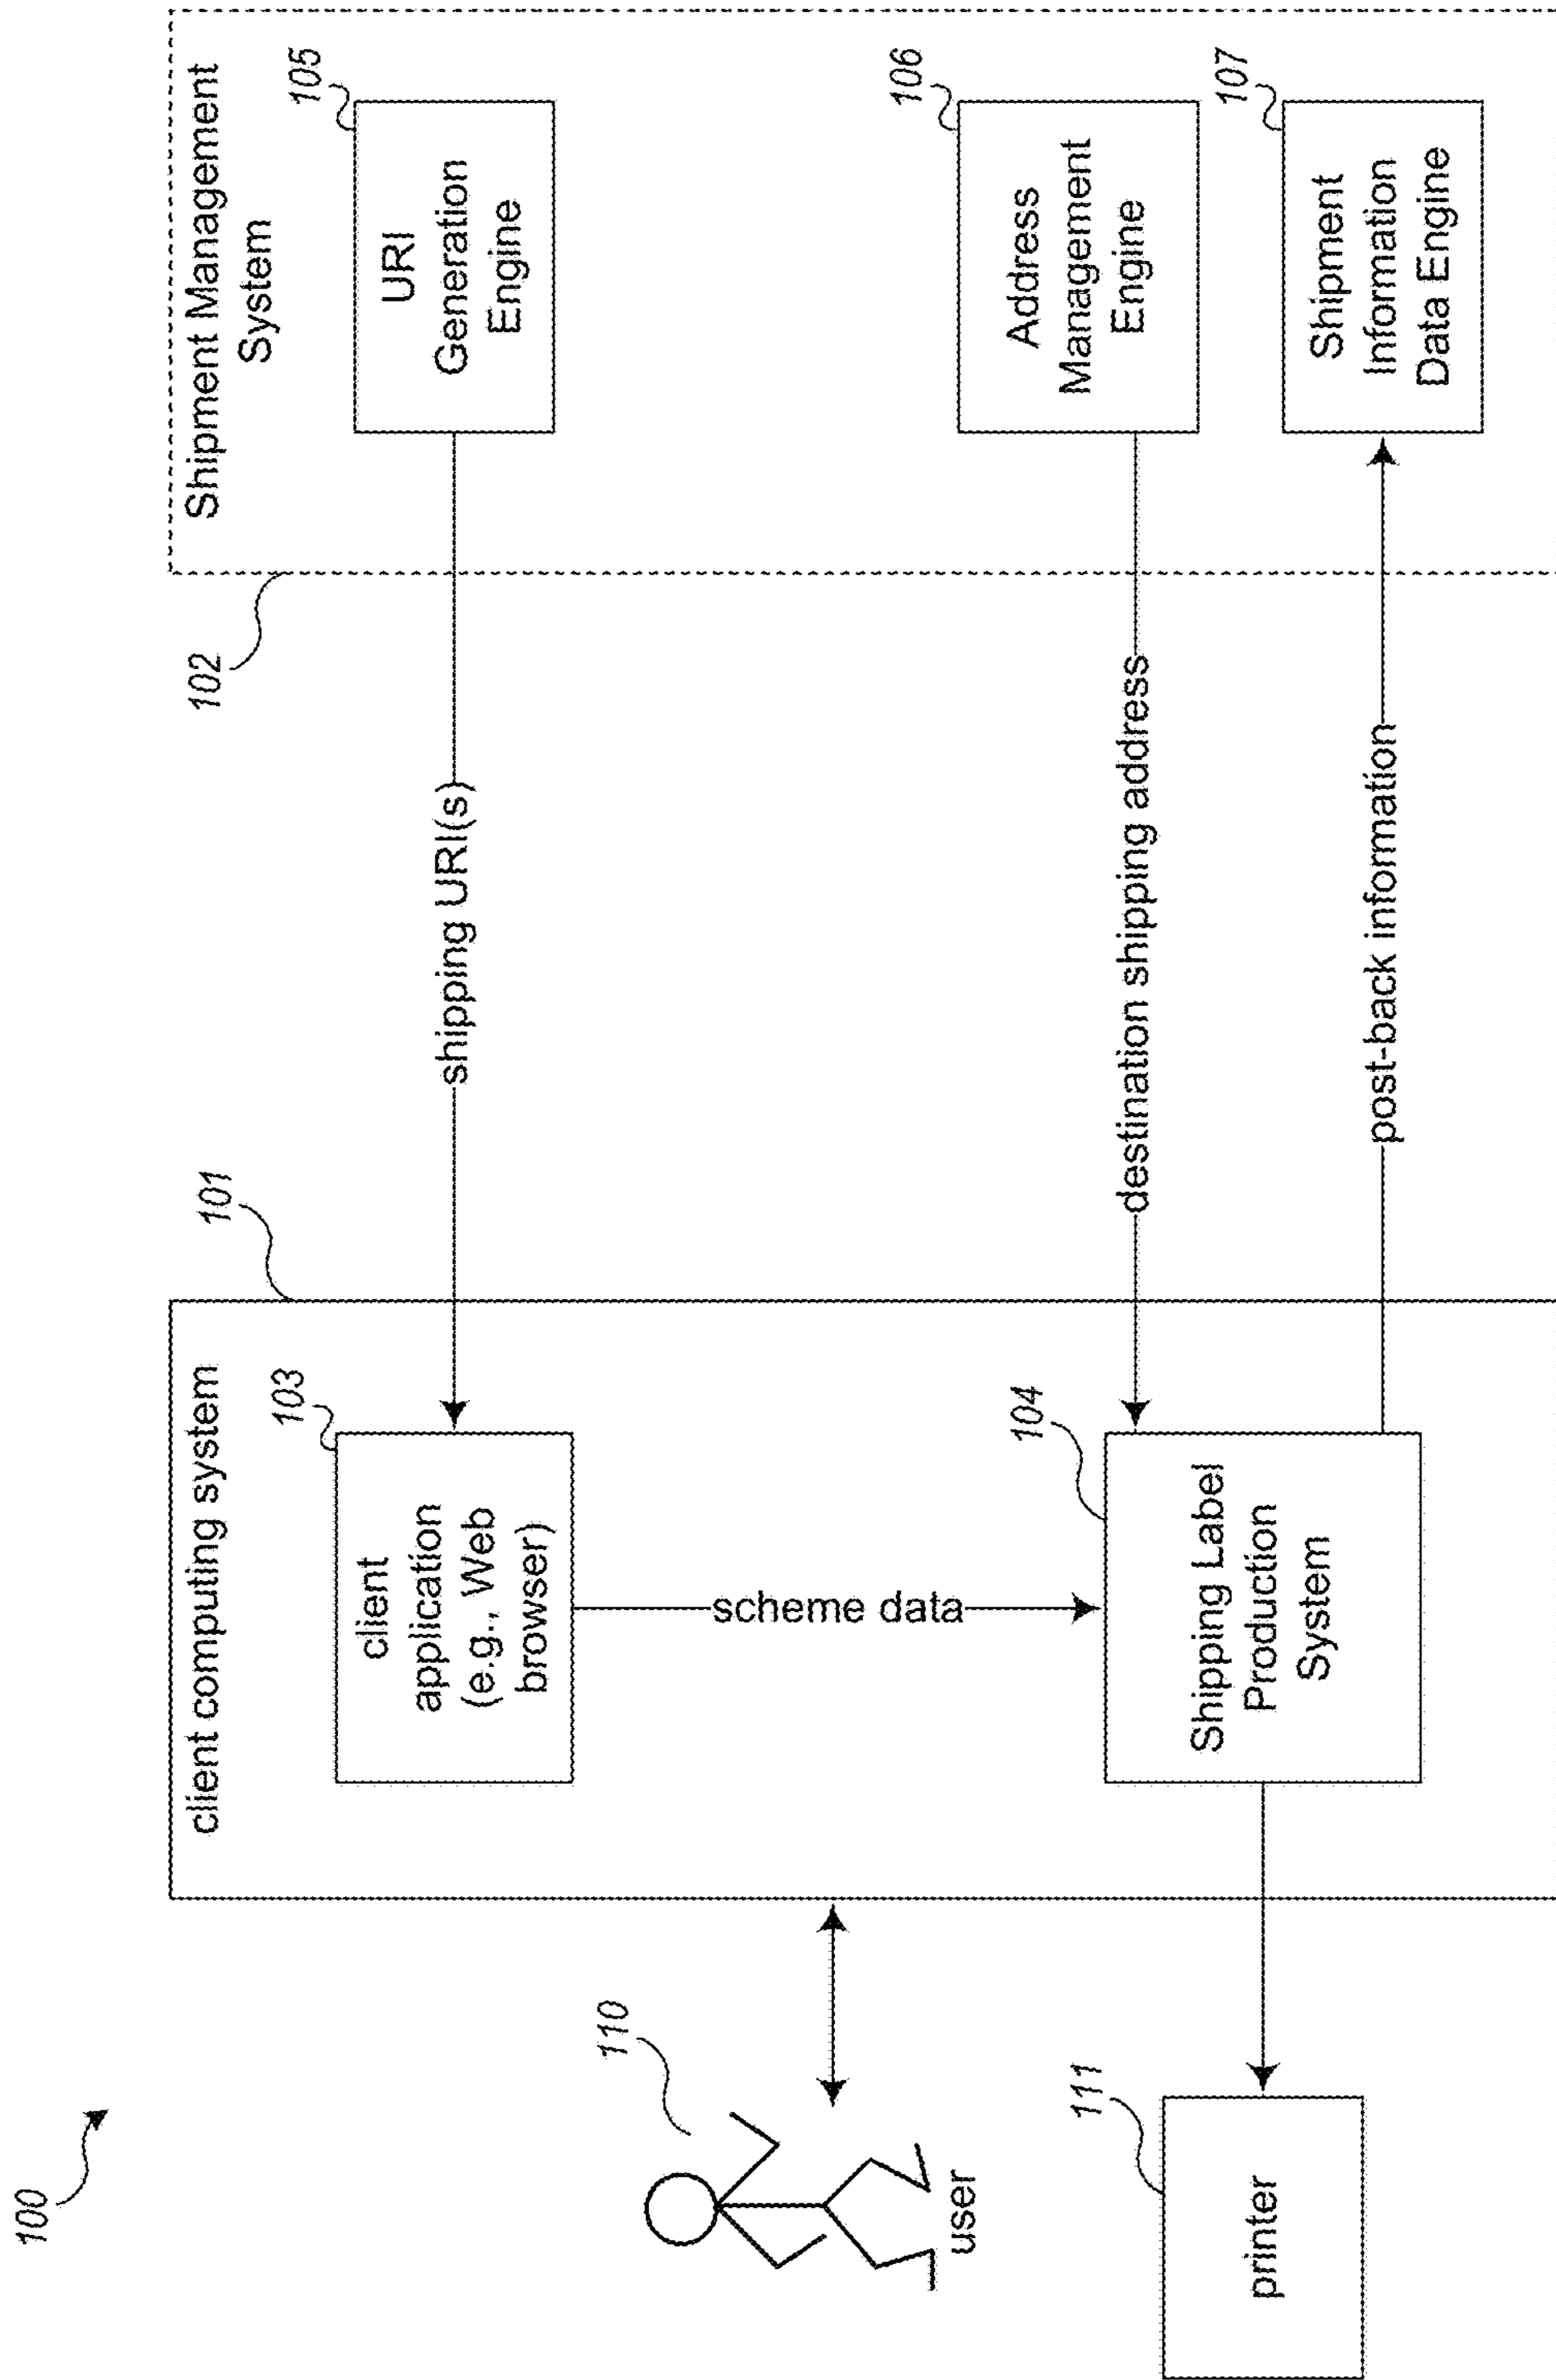 100
110
user
111
printer
101
client computing system
103
client
application
(e.g., Web
browser)
scheme data
104
Shipping Label
Production
System
shipping URI(s)
destination shipping address
post-back information
102
Shipment Management
System
105
URI
Generation
Engine
106
Address
Management
Engine
107
Shipment
Information
Data Engine